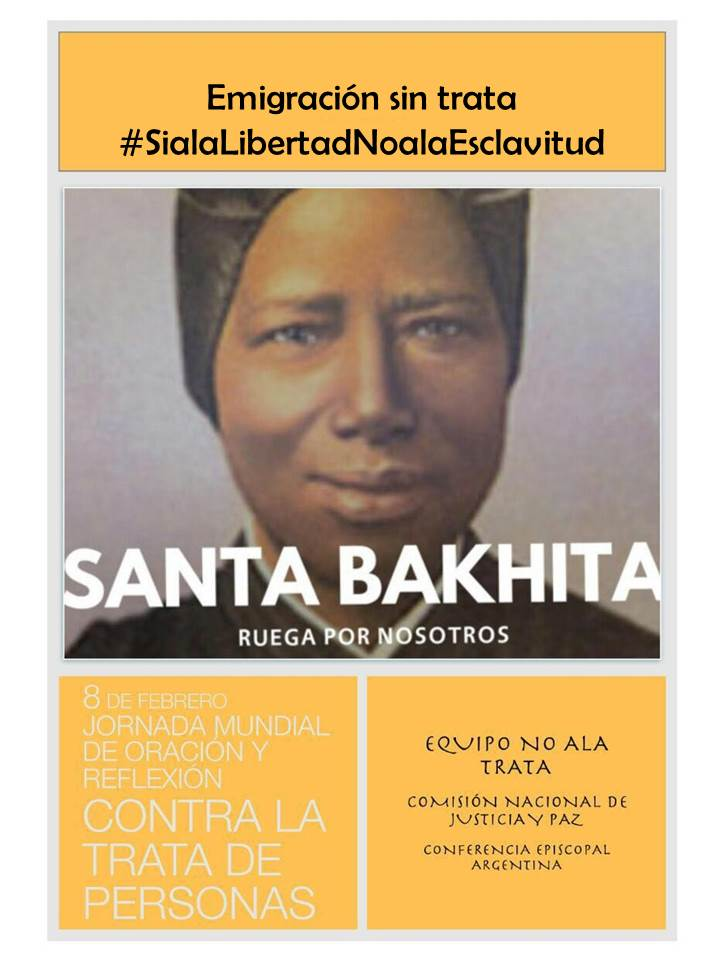 Emigración sin trata
#SialaLibertadNoalaEsclavitud
SANTA BAKHITA
RUEGA POR NOSOTROS
8 DE FEBRERO
JORNADA MUNDIAL
DE ORACIÓN Y
REFLEXIÓN
CONTRA LA
TRATA DE
PERSONAS
EQUIPO NO ALA
TRATA
COMISIÓN NACIONAL DE
JUSTICIA Y PAZ
CONFERENCIA EPISCOPAL
ARGENTINA